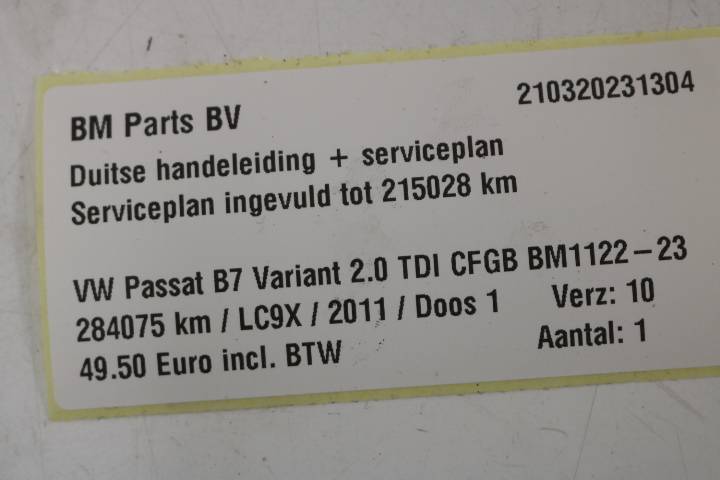 BM Parts BV 210320231304
Duitse handeleiding + serviceplan
Serviceplan ingevuld tot 215028 km
VW Passat B7 Variant 2.0 TDI CFGB BM1122-23
284075 km / LC9X / 2011 / Doos 1 Verz: 10
49.50 Euro incl. BTW Aantal: 1